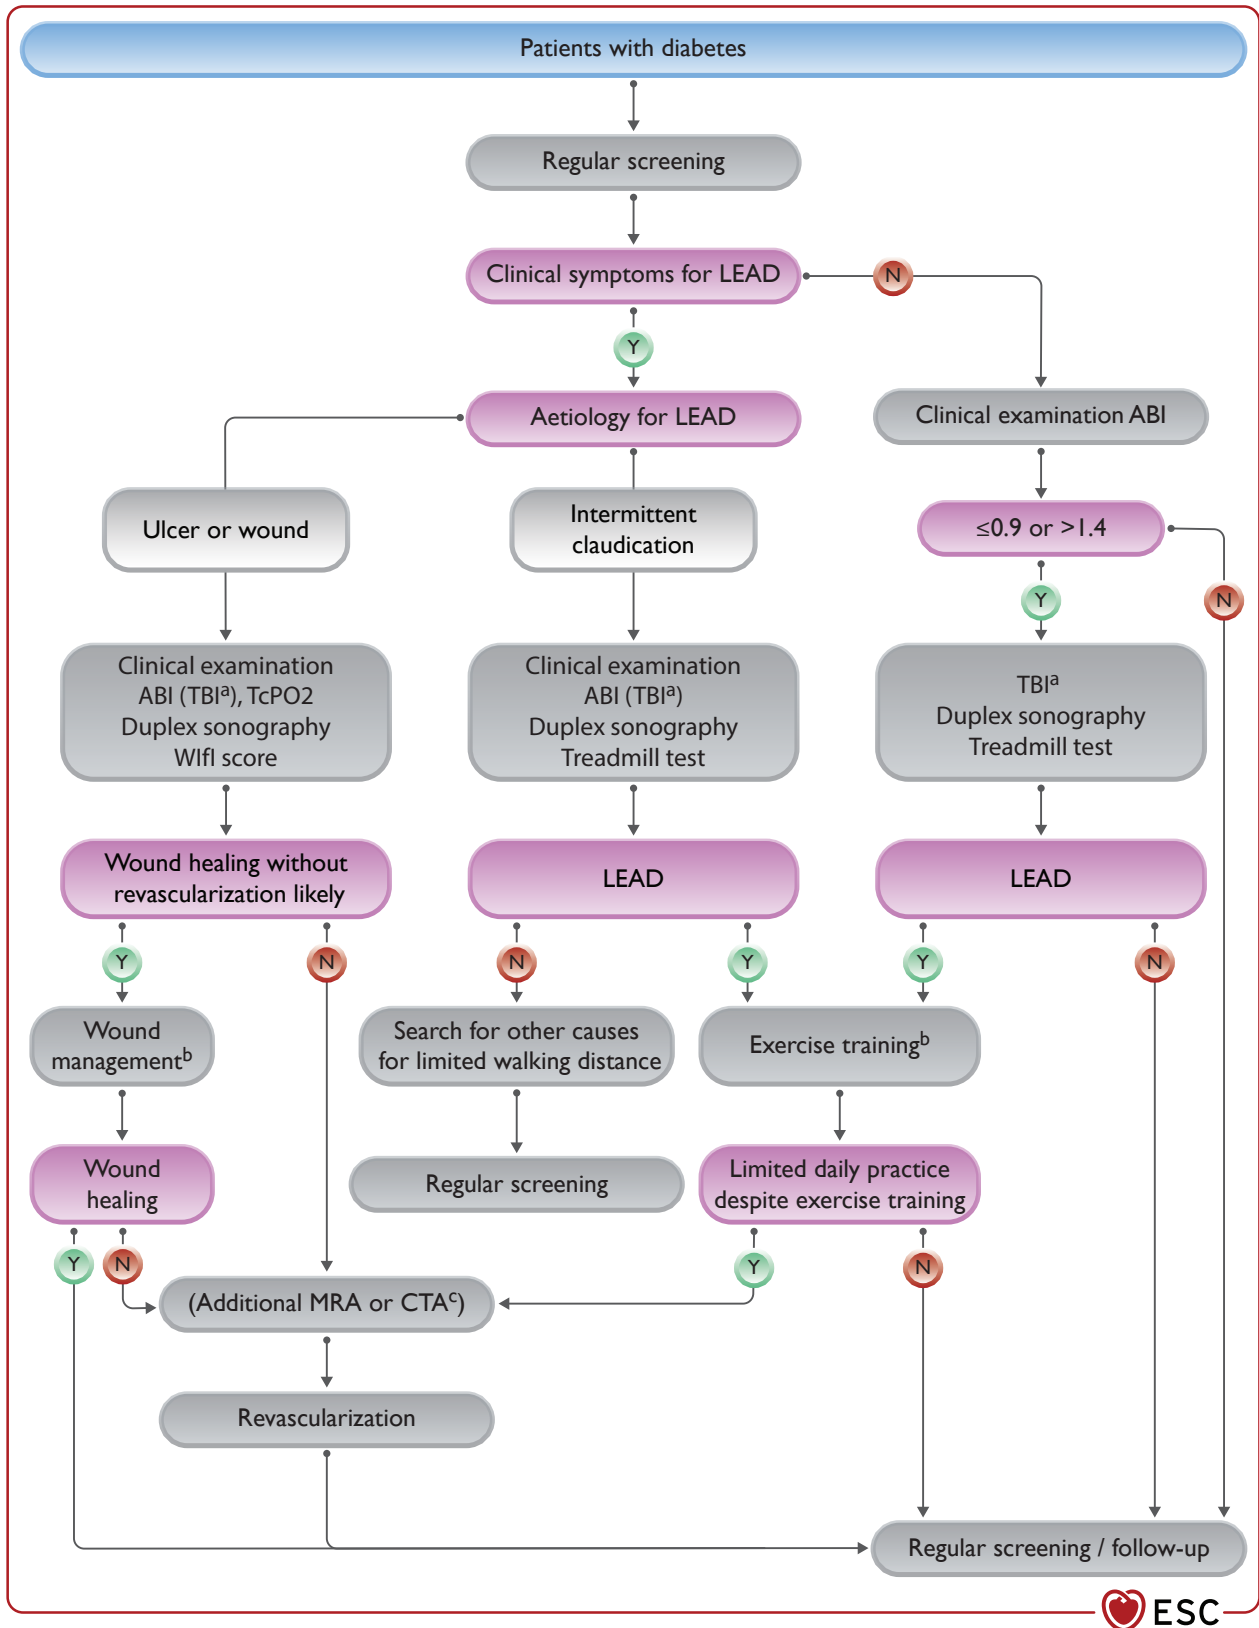 Patients with diabetes
Regular screening
Clinical symptoms for LEAD
N
Y
Aetiology for LEAD
Clinical examination ABI
Ulcer or wound
Intermittent
claudication
≤0.9 or >1.4
Y
N
Clinical examination
ABI (TBIᵃ), TcPO2
Duplex sonography
WIfI score
Clinical examination
ABI (TBIᵃ)
Duplex sonography
Treadmill test
TBIᵃ
Duplex sonography
Treadmill test
Wound healing without
revascularization likely
LEAD
LEAD
Y
N
N
Y
Y
N
Wound
managementᵇ
Search for other causes
for limited walking distance
Exercise trainingᵇ
Wound
healing
Regular screening
Limited daily practice
despite exercise training
Y
N
Y
N
(Additional MRA or CTAᶜ)
Revascularization
Regular screening / follow-up
ESC